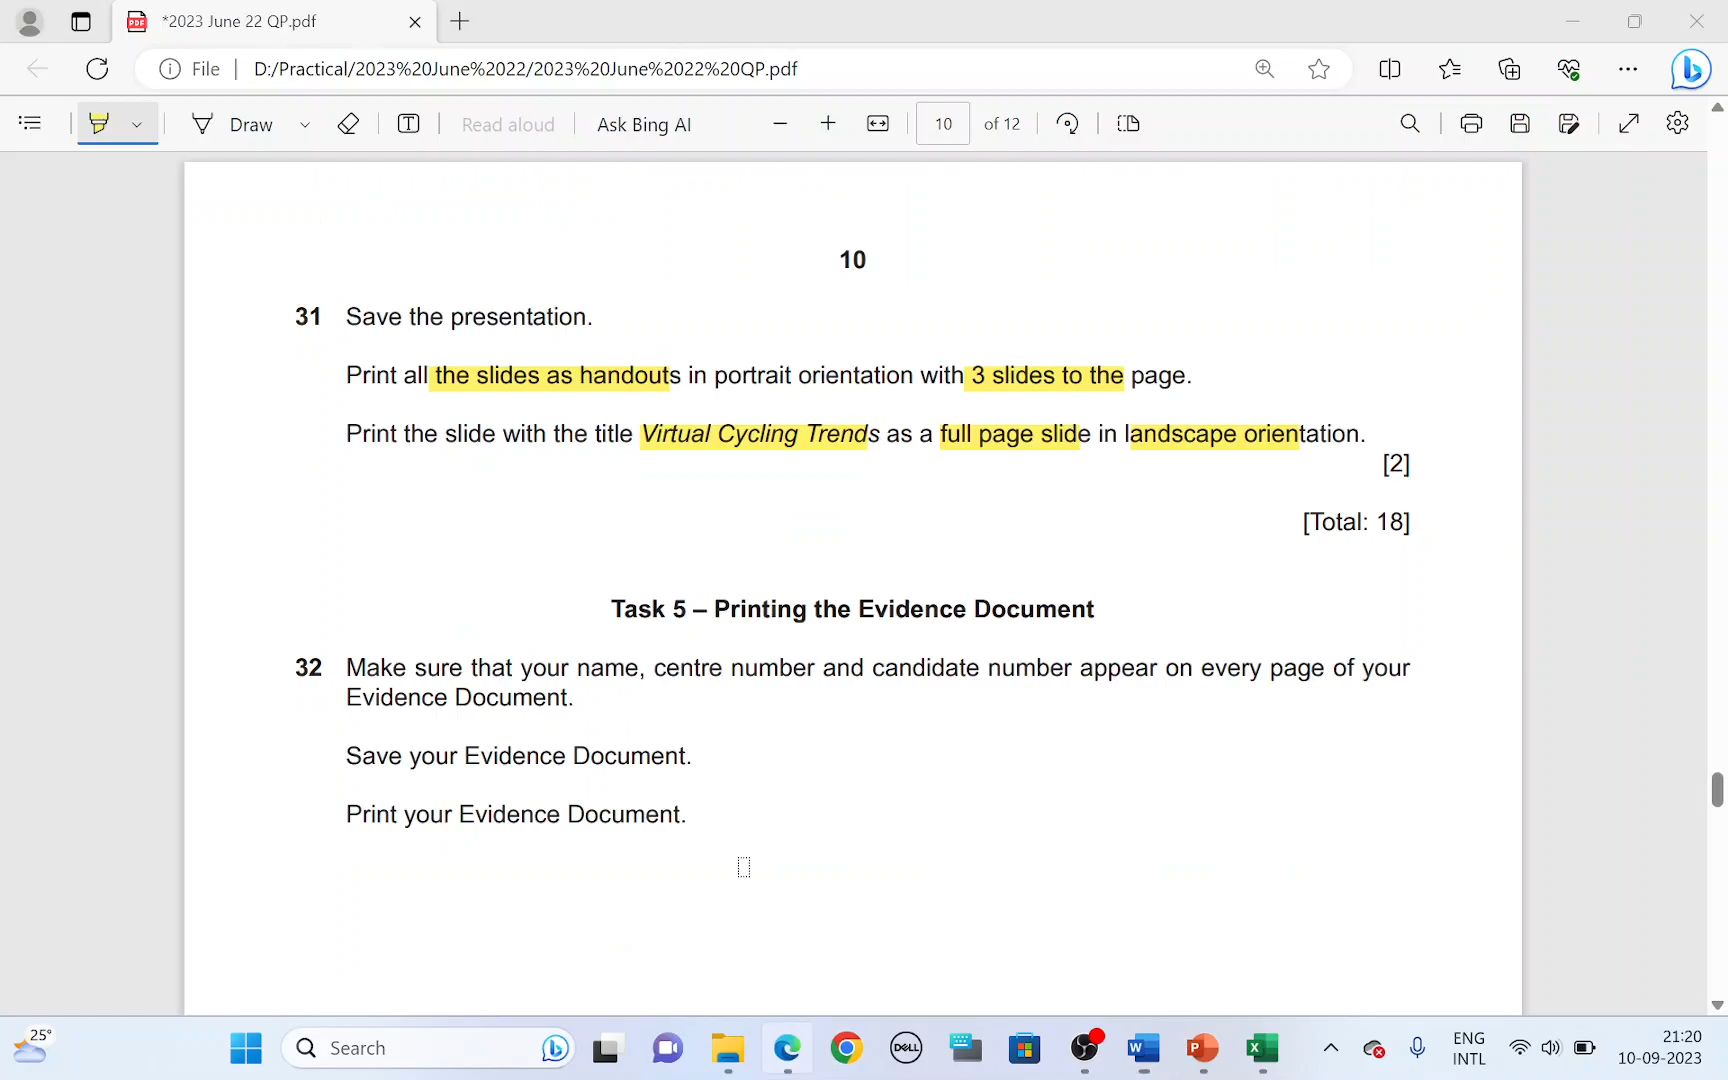 *2023 June 22 QP.pdf
File
D:/Practical/2023%20June%2022/2023%20June%2022%20QP.pdf
Draw
Read aloud
Ask Bing AI
10
of 12
10
31 Save the presentation.
Print all the slides as handouts in portrait orientation with 3 slides to the page.
Print the slide with the title Virtual Cycling Trends as a full page slide in landscape orientation.
[2]
[Total: 18]
Task 5 – Printing the Evidence Document
32 Make sure that your name, centre number and candidate number appear on every page of your
Evidence Document.
Save your Evidence Document.
Print your Evidence Document.
25°
Search
ENG
INTL
21:20
10-09-2023